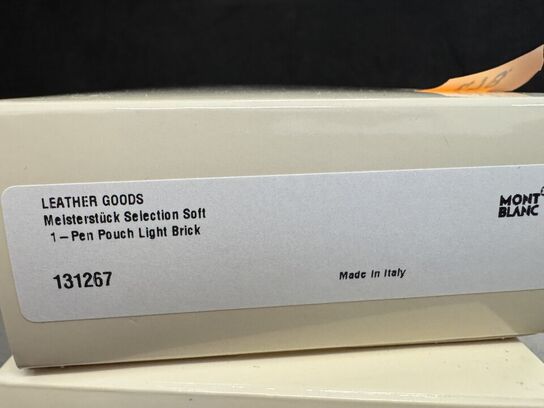 LEATHER GOODS
Meisterstück Selection Soft
1-Pen Pouch Light Brick
131267
Made in Italy
MONT
BLANC